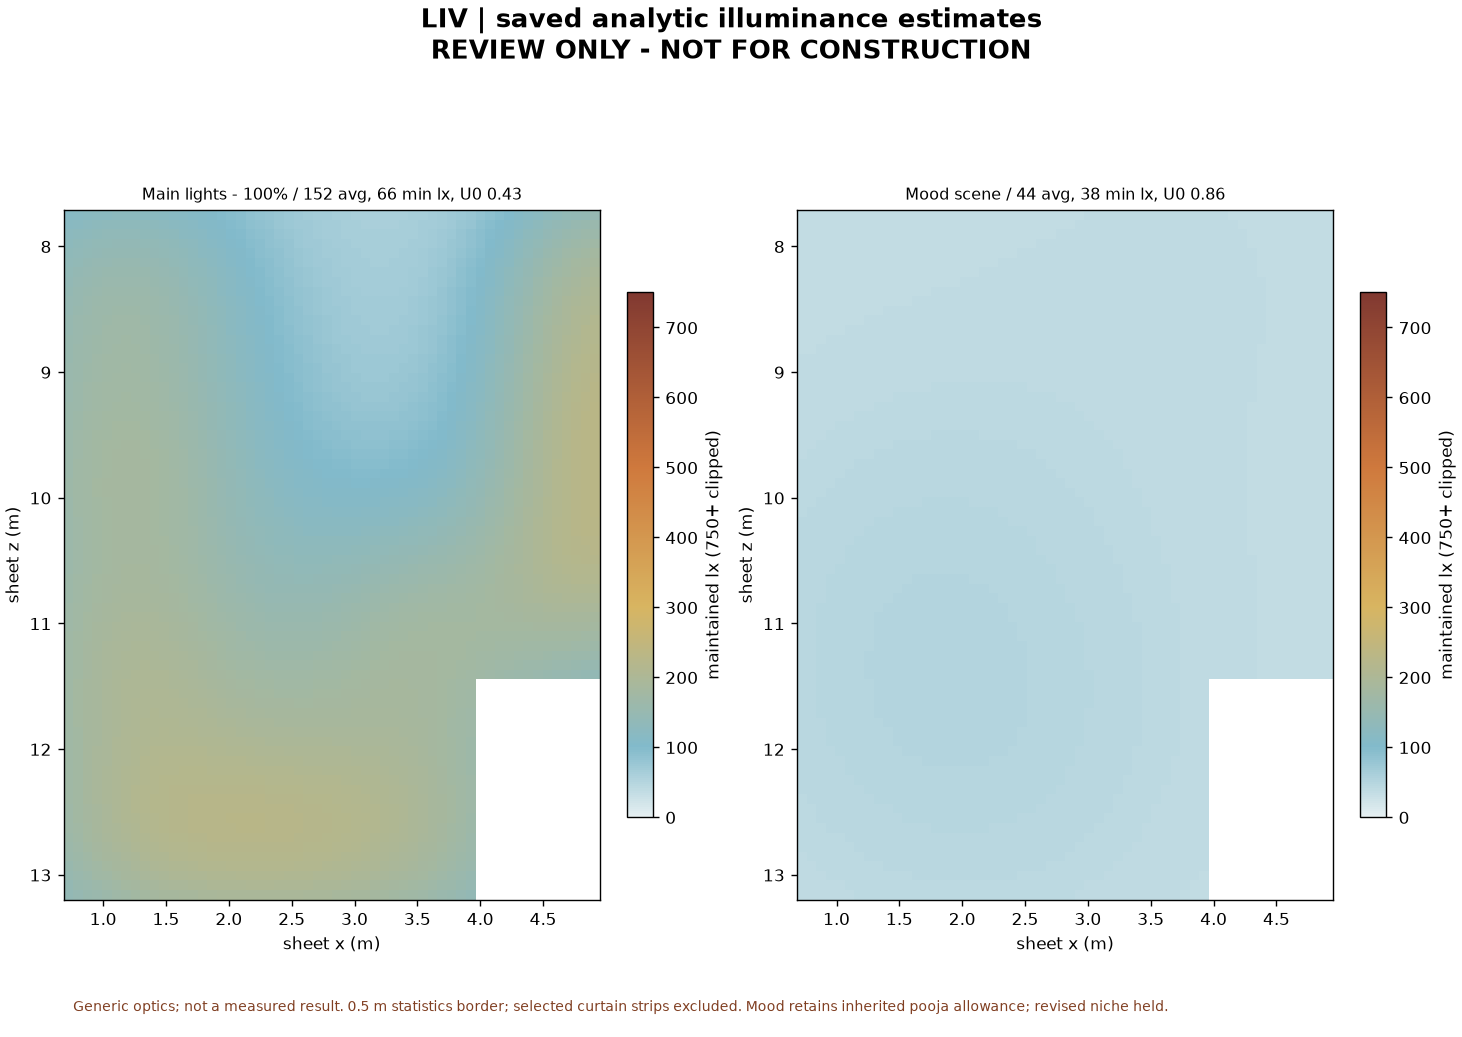 LIV | saved analytic illuminance estimates
REVIEW ONLY - NOT FOR CONSTRUCTION
Main lights - 100% / 152 avg, 66 min lx, U0 0.43
8
9
10
11
12
13
sheet z (m)
1.0 1.5 2.0 2.5 3.0 3.5 4.0 4.5
sheet x (m)
700
600
500
400
300
200
100
0
maintained lx (750+ clipped)
Mood scene / 44 avg, 38 min lx, U0 0.86
8
9
10
11
12
13
sheet z (m)
1.0 1.5 2.0 2.5 3.0 3.5 4.0 4.5
sheet x (m)
700
600
500
400
300
200
100
0
maintained lx (750+ clipped)
Generic optics; not a measured result. 0.5 m statistics border; selected curtain strips excluded. Mood retains inherited pooja allowance; revised niche held.